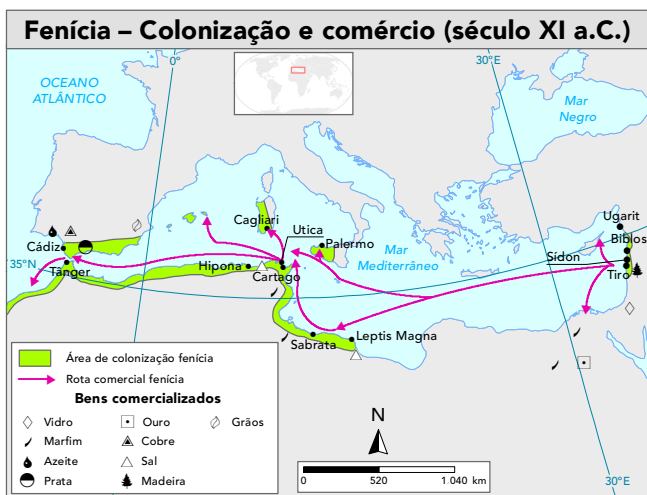 Fenícia – Colonização e comércio (século XI a.C.)
0°
30°E
OCEANO
ATLÂNTICO
Mar
Negro
Cagliari
Utica
Ugarit
Cádiz
Palermo
Biblos
Mar
Mediterrâneo
Sídon
35°N
Tânger
Hipona
Cartago
Tiro
Sabrata
Leptis Magna
Área de colonização fenícia
Rota comercial fenícia
Bens comercializados
Vidro
Ouro
Grãos
Marfim
Cobre
Azeite
Sal
Prata
Madeira
N
0 520 1.040 km
30°E